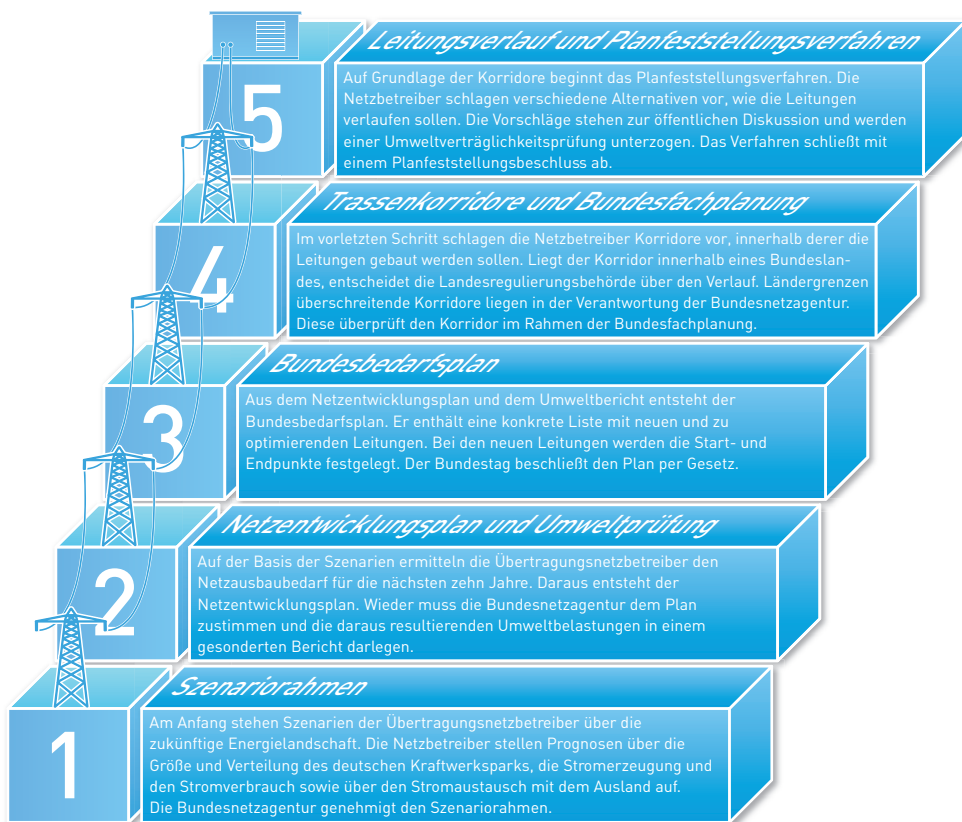 5
Leitungsverlauf und Planfeststellungsverfahren
Auf Grundlage der Korridore beginnt das Planfeststellungsverfahren. Die
Netzbetreiber schlagen verschiedene Alternativen vor, wie die Leitungen
verlaufen sollen. Die Vorschläge stehen zur öffentlichen Diskussion und werden
einer Umweltverträglichkeitsprüfung unterzogen. Das Verfahren schließt mit
einem Planfeststellungsbeschluss ab.
4
Trassenkorridore und Bundesfachplanung
Im vorletzten Schritt schlagen die Netzbetreiber Korridore vor, innerhalb derer die
Leitungen gebaut werden sollen. Liegt der Korridor innerhalb eines Bundeslan-
des, entscheidet die Landesregulierungsbehörde über den Verlauf. Ländergrenzen
überschreitende Korridore liegen in der Verantwortung der Bundesnetzagentur.
Diese überprüft den Korridor im Rahmen der Bundesfachplanung.
3
Bundesbedarfsplan
Aus dem Netzentwicklungsplan und dem Umweltbericht entsteht der
Bundesbedarfsplan. Er enthält eine konkrete Liste mit neuen und zu
optimierenden Leitungen. Bei den neuen Leitungen werden die Start- und
Endpunkte festgelegt. Der Bundestag beschließt den Plan per Gesetz.
2
Netzentwicklungsplan und Umweltprüfung
Auf der Basis der Szenarien ermitteln die Übertragungsnetzbetreiber den
Netzausbaubedarf für die nächsten zehn Jahre. Daraus entsteht der
Netzentwicklungsplan. Wieder muss die Bundesnetzagentur dem Plan
zustimmen und die daraus resultierenden Umweltbelastungen in einem
gesonderten Bericht darlegen.
1
Szenariorahmen
Am Anfang stehen Szenarien der Übertragungsnetzbetreiber über die
zukünftige Energielandschaft. Die Netzbetreiber stellen Prognosen über die
Größe und Verteilung des deutschen Kraftwerksparks, die Stromerzeugung und
den Stromverbrauch sowie über den Stromaustausch mit dem Ausland auf.
Die Bundesnetzagentur genehmigt den Szenariorahmen.